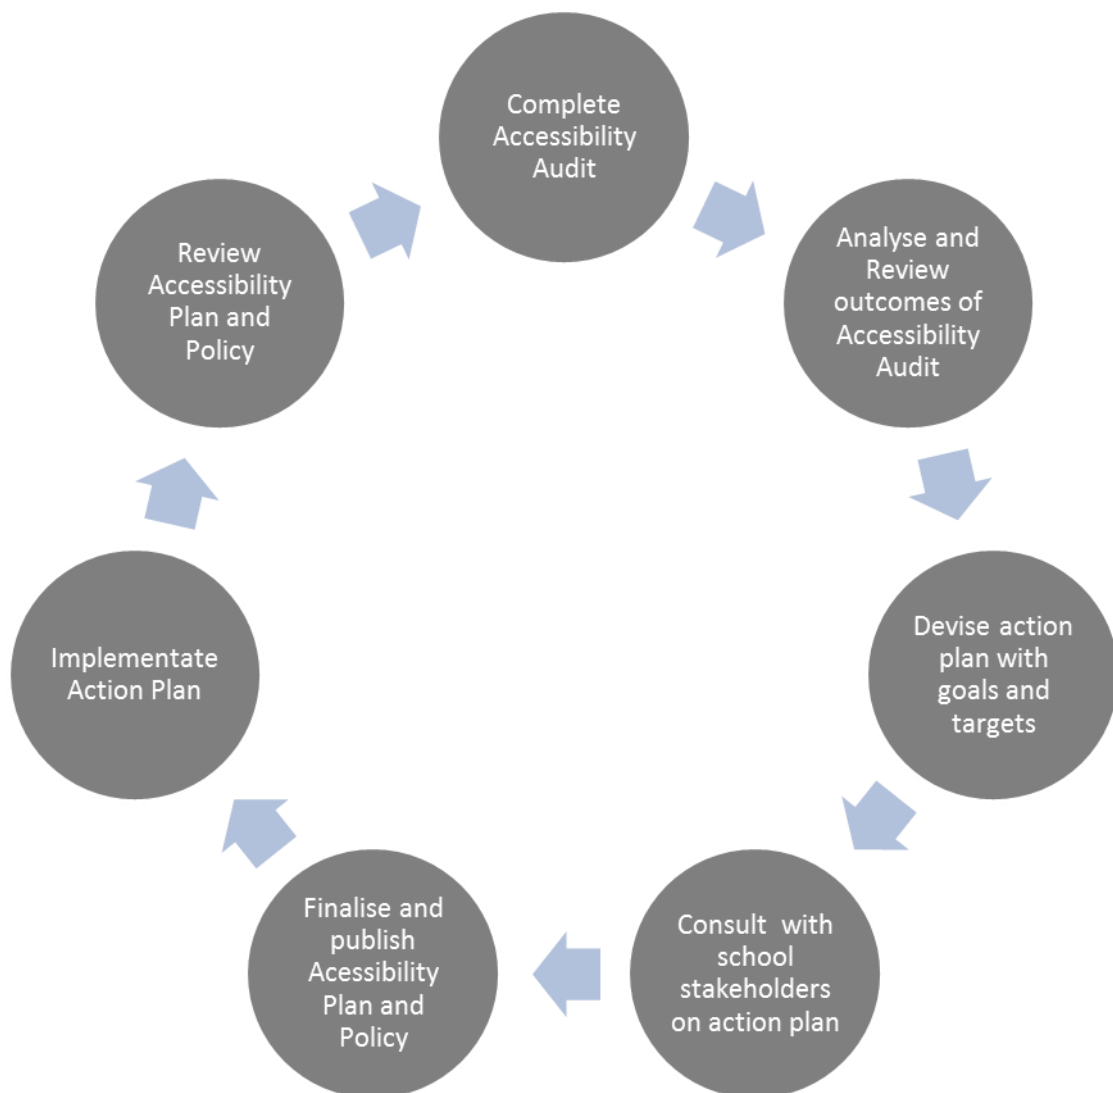 Complete
Accessibility
Audit
Analyse and
Review
outcomes of
Accessibility
Audit
Devise action
plan with
goals and
targets
Consult with
school
stakeholders
on action plan
Finalise and
publish
Acessibility
Plan and
Policy
Implementate
Action Plan
Review
Accessibility
Plan and
Policy